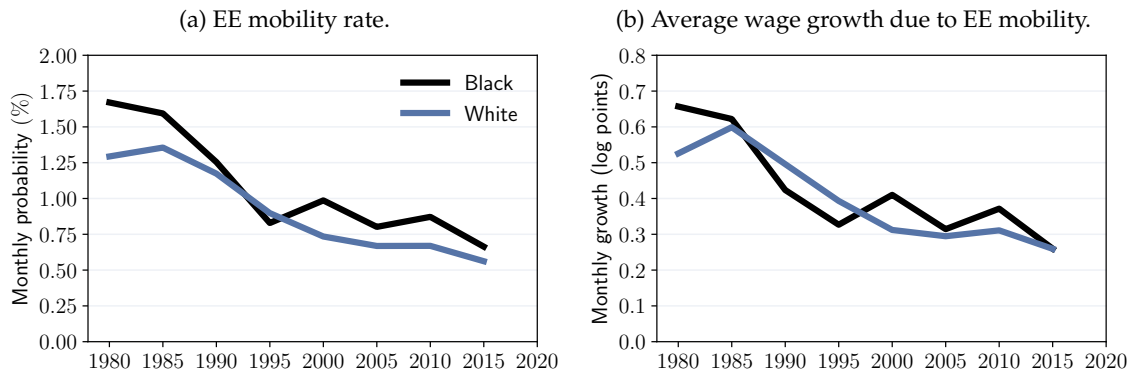 (a) EE mobility rate.
Monthly probability (%)
2.00
1.75
1.50
1.25
1.00
0.75
0.50
0.25
0.00
Black
White
1980 1985 1990 1995 2000 2005 2010 2015 2020
(b) Average wage growth due to EE mobility.
Monthly growth (log points)
0.8
0.7
0.6
0.5
0.4
0.3
0.2
0.1
0.0
1980 1985 1990 1995 2000 2005 2010 2015 2020